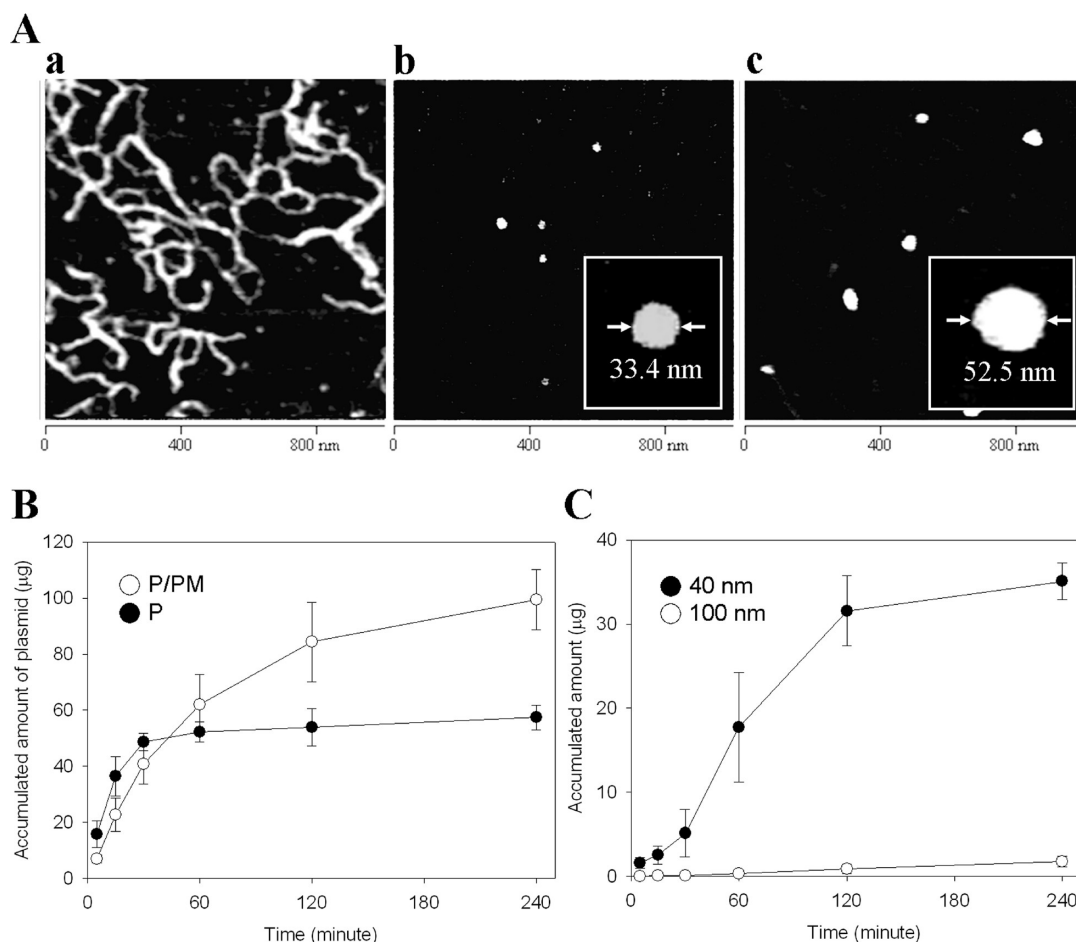 A
a b c
33.4 nm
52.5 nm
0 400 800 nm
0 400 800 nm
0 400 800 nm
B
120
100
80
60
40
20
0
Accumulated amount of plasmid (μg)
P/PM
P
0 60 120 180 240
Time (minute)
C
40
30
20
10
0
Accumulated amount (μg)
40 nm
100 nm
0 60 120 180 240
Time (minute)